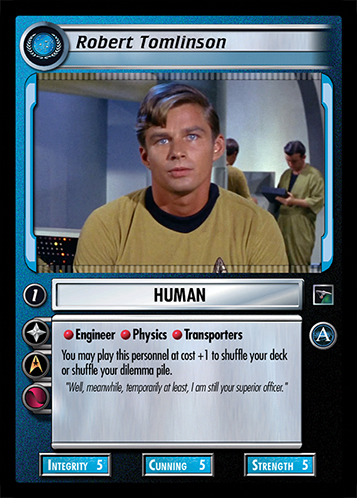 Robert Tomlinson
1
HUMAN
Engineer Physics Transporters
A
You may play this personnel at cost +1 to shuffle your deck
or shuffle your dilemma pile.
"Well, meanwhile, temporarily at least, I am still your superior officer."
INTEGRITY 5 CUNNING 5 STRENGTH 5